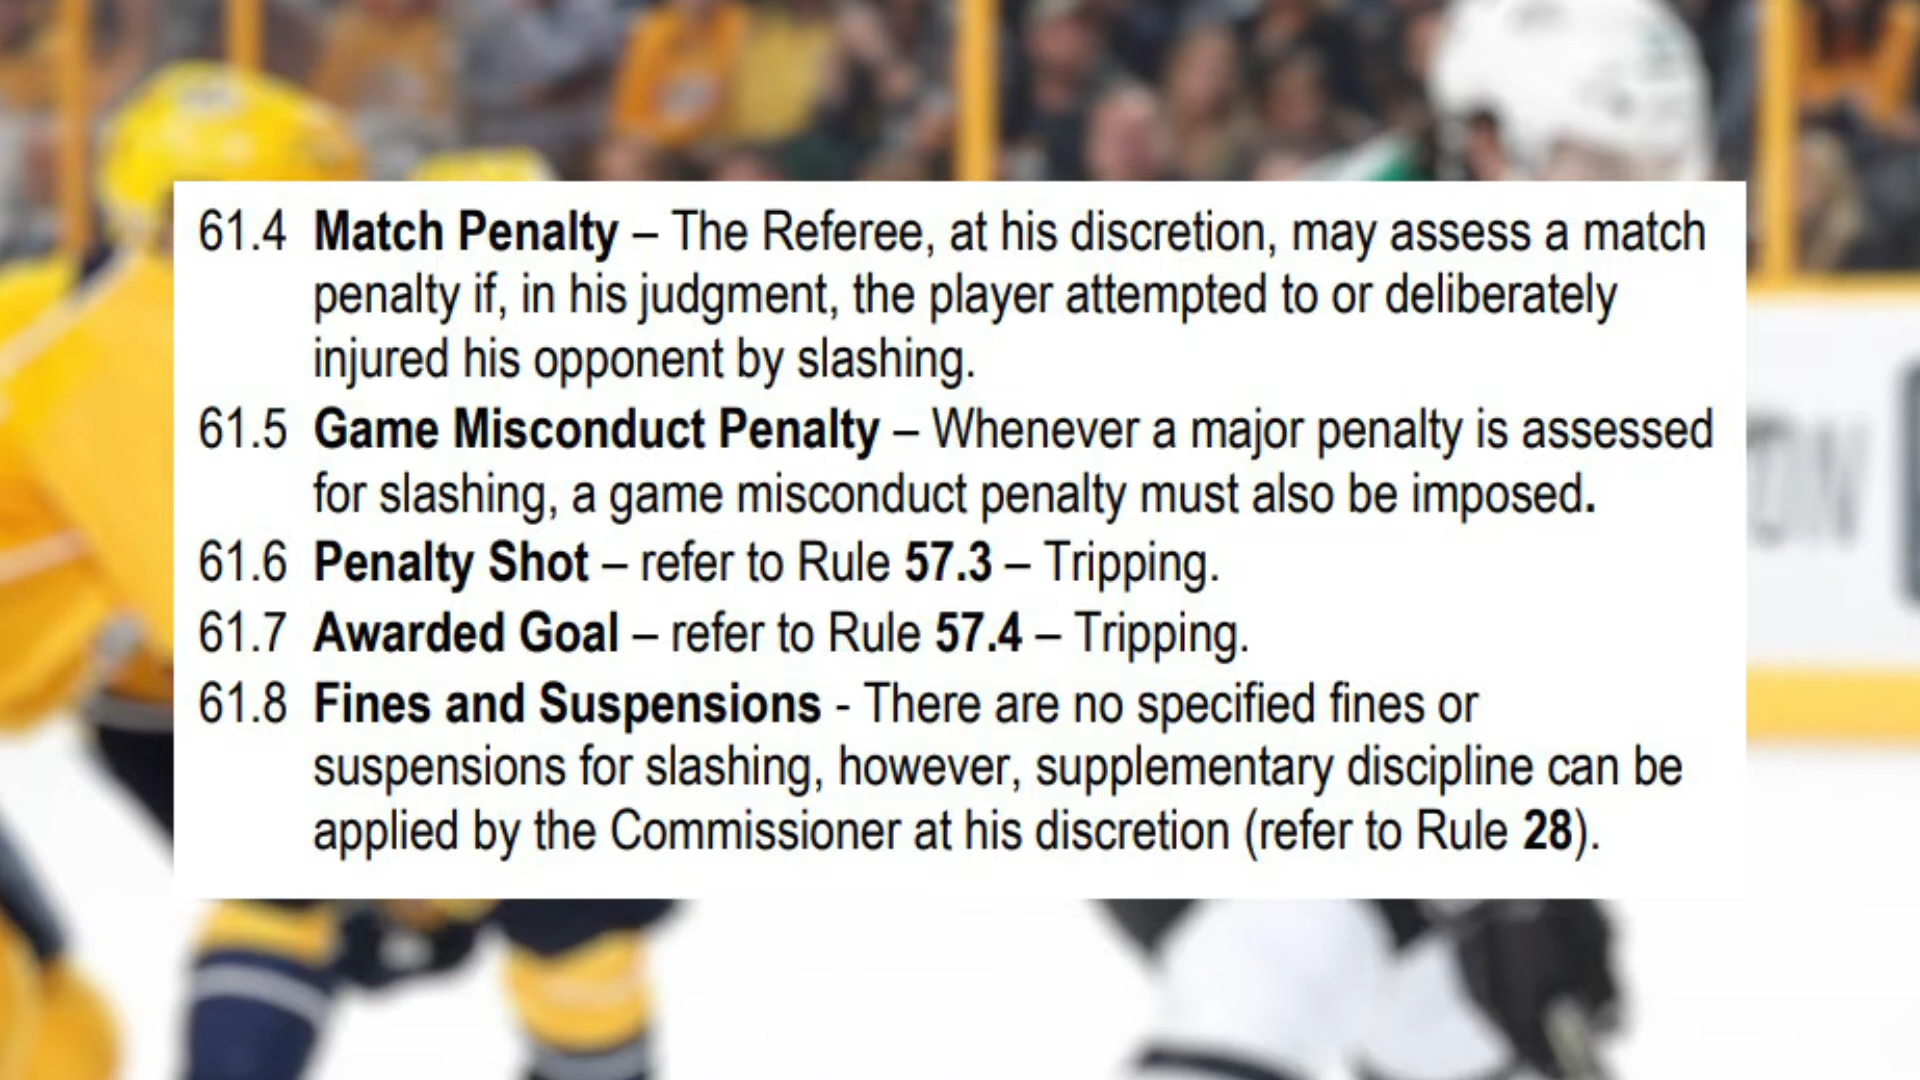 61.4 Match Penalty – The Referee, at his discretion, may assess a match
penalty if, in his judgment, the player attempted to or deliberately
injured his opponent by slashing.
61.5 Game Misconduct Penalty – Whenever a major penalty is assessed
for slashing, a game misconduct penalty must also be imposed.
61.6 Penalty Shot – refer to Rule 57.3 – Tripping.
61.7 Awarded Goal – refer to Rule 57.4 – Tripping.
61.8 Fines and Suspensions - There are no specified fines or
suspensions for slashing, however, supplementary discipline can be
applied by the Commissioner at his discretion (refer to Rule 28).